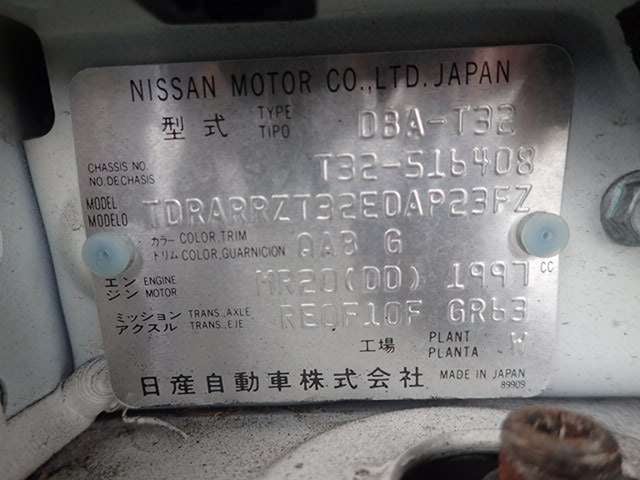 NISSAN MOTOR CO.,LTD. JAPAN
型式 TYPE TIPO DBA-T32
CHASSIS NO. NO.DE.CHASIS T32-516408
MODEL MODELO TDRARRZT32EDAP23FZ
カラー トリム COLOR,TRIM COLOR,GUARNICION QAB G
エンジン ENGINE MOTOR MR20(DD) 1997 CC
ミッション アクスル TRANS.,AXLE TRANS.,EJE RE0F10F GR63
工場 PLANT PLANTA W
日産自動車株式会社 MADE IN JAPAN
89909